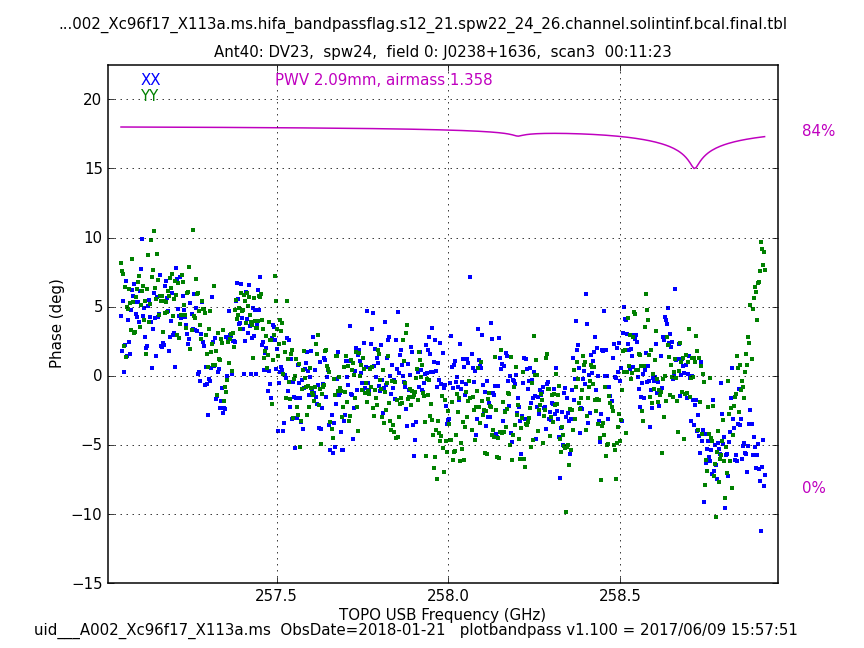 ...002_Xc96f17_X113a.ms.hifa_bandpassflag.s12_21.spw22_24_26.channel.solintinf.bcal.final.tbl
Ant40: DV23, spw24, field 0: J0238+1636, scan3 00:11:23
XX
PWV 2.09mm, airmass 1.358
YY
20
84%
15
10
5
Phase (deg)
0
−5
0%
−10
−15
257.5 258.0 258.5
TOPO USB Frequency (GHz)
uid___A002_Xc96f17_X113a.ms ObsDate=2018-01-21 plotbandpass v1.100 = 2017/06/09 15:57:51